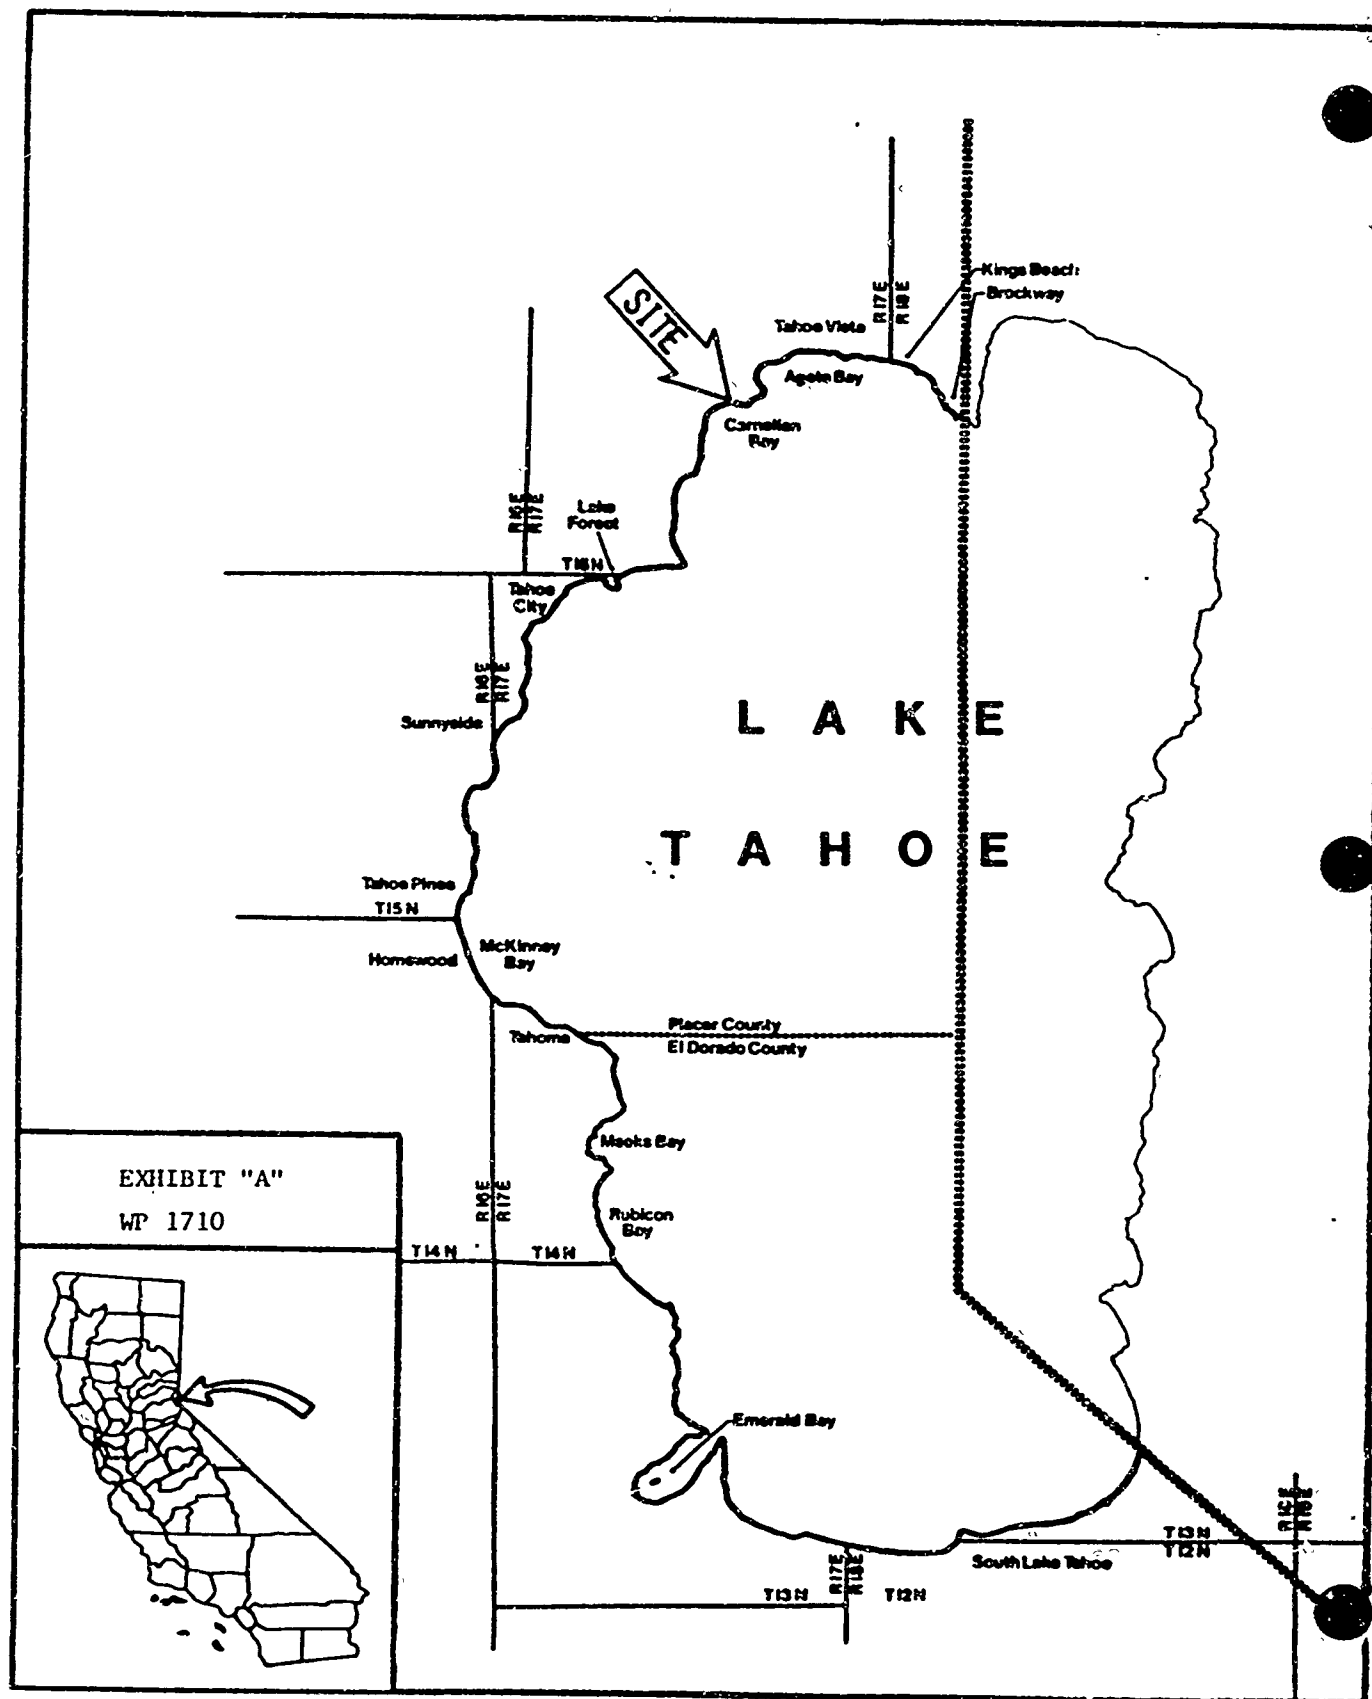 Kings Beach
Brockway
R17E
R18E
SITE
Tahoe Vista
Agate Bay
Carnelian
Bay
R16E
R17E
Lake
Forest
T16N
Tahoe
City
R16E
R17E
Sunnyside
LAKE
TAHOE
Tahoe Pines
T15N
McKinney
Bay
Homewood
Placer County
Tahoma
El Dorado County
Meeks Bay
EXHIBIT "A"
WP 1710
R16E
R17E
Rubicon
Bay
T14N
T14N
Emerald Bay
T13N
T12N
South Lake Tahoe
R17E
R18E
T13N
T12N